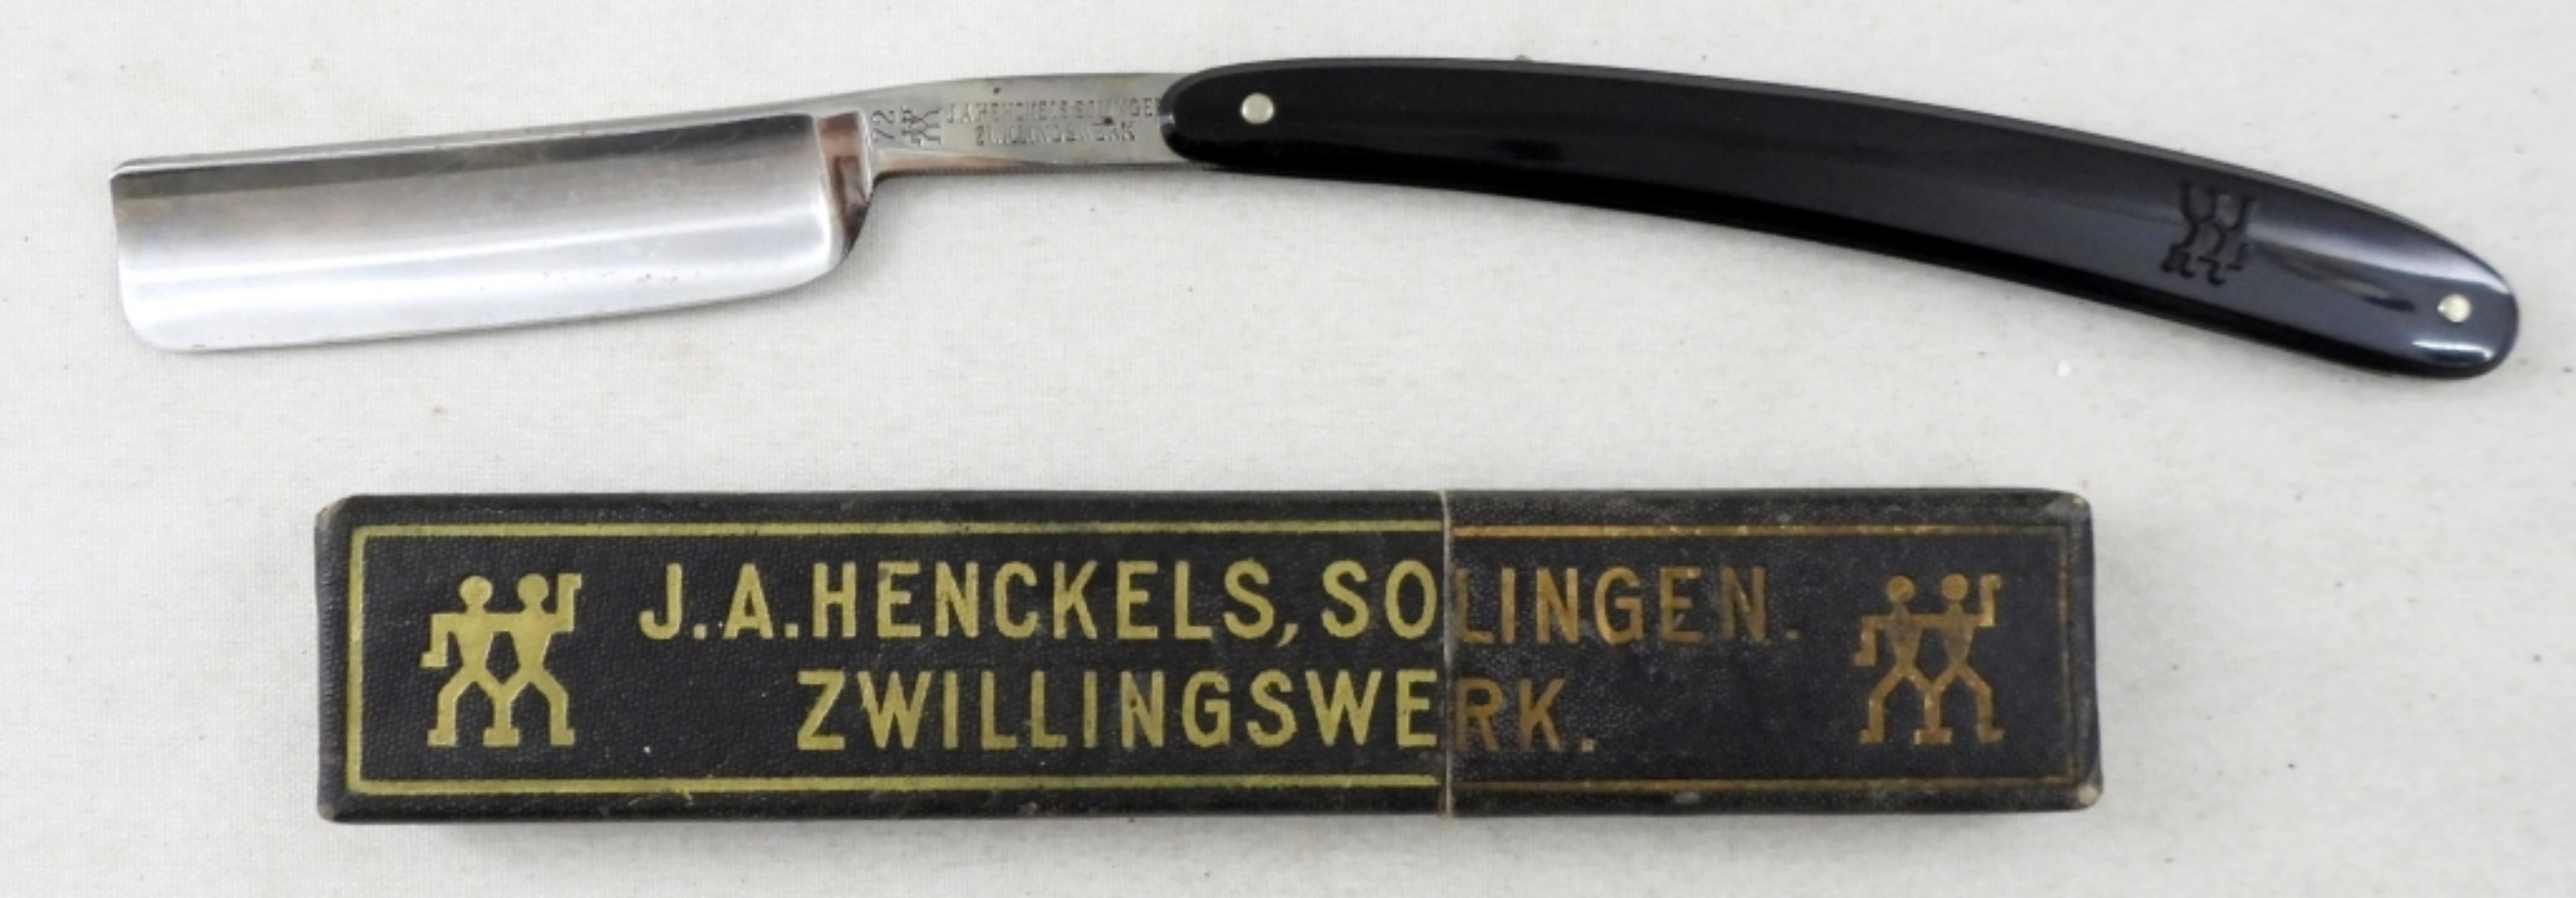 72
J.A.HENCKELS SOLINGEN
ZWILLINGSWERK
J.A.HENCKELS, SOLINGEN.
ZWILLINGSWERK.